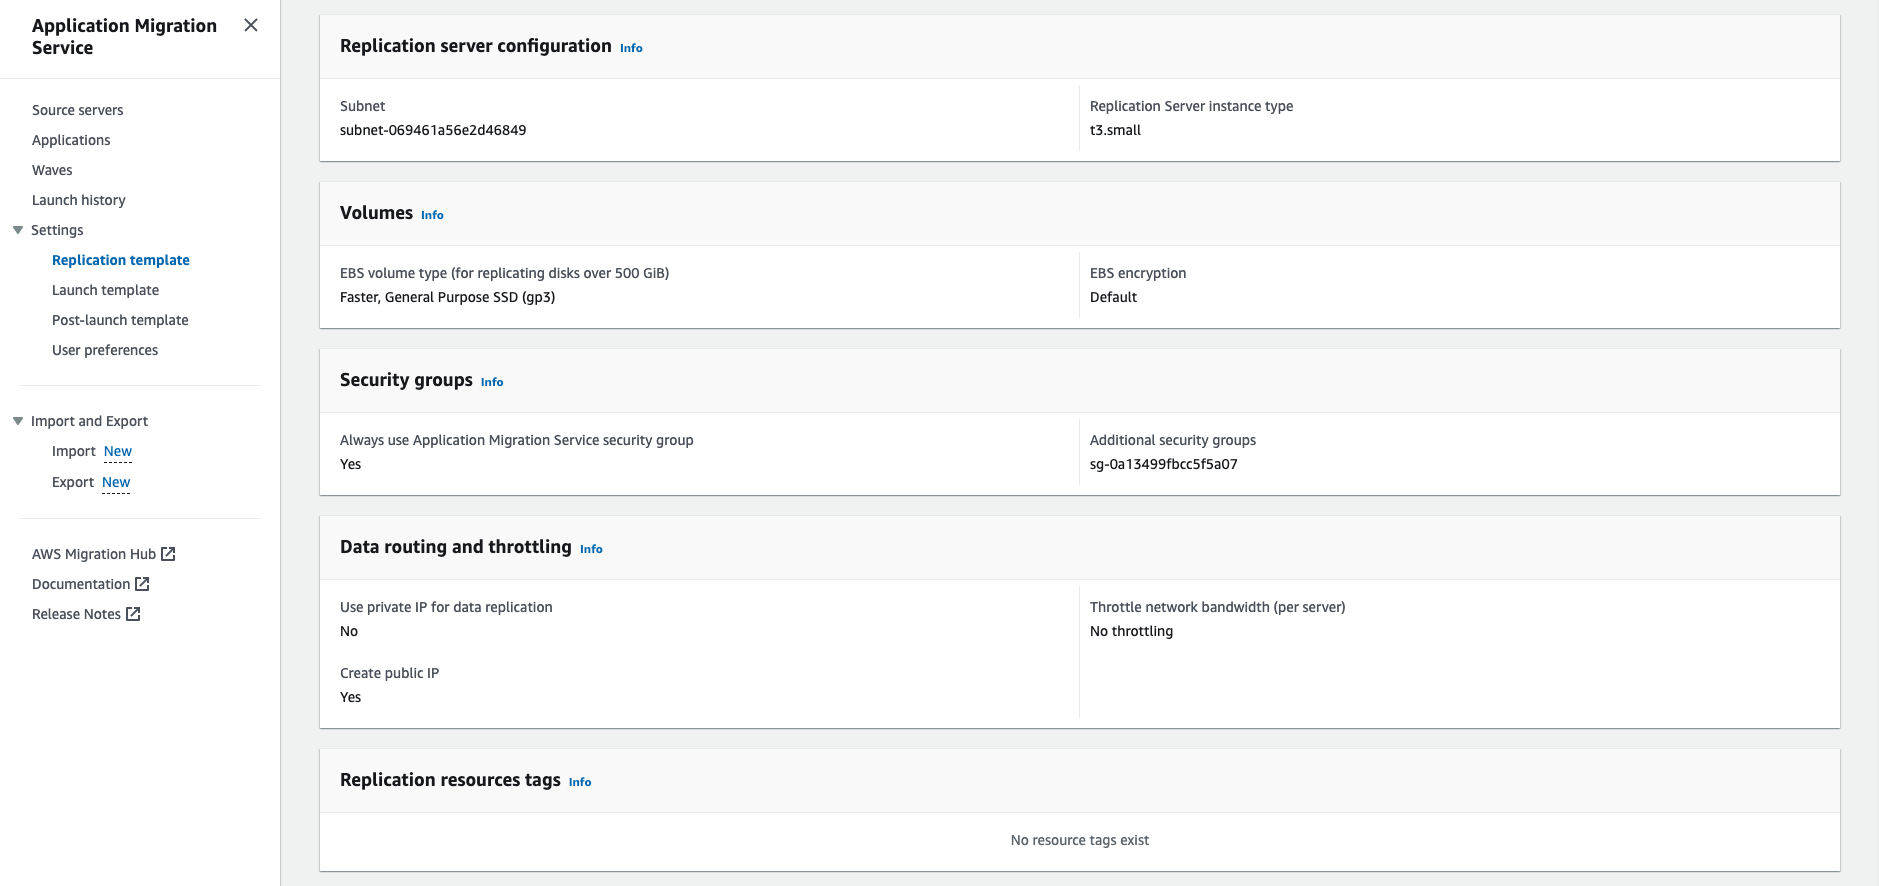 Application Migration
Service
Source servers
Applications
Waves
Launch history
Settings
Replication template
Launch template
Post-launch template
User preferences
Import and Export
Import New
Export New
AWS Migration Hub
Documentation
Release Notes
Replication server configuration Info
Subnet
subnet-069461a56e2d46849
Replication Server instance type
t3.small
Volumes Info
EBS volume type (for replicating disks over 500 GiB)
Faster, General Purpose SSD (gp3)
EBS encryption
Default
Security groups Info
Always use Application Migration Service security group
Yes
Additional security groups
sg-0a13499fbcc5f5a07
Data routing and throttling Info
Use private IP for data replication
No
Create public IP
Yes
Throttle network bandwidth (per server)
No throttling
Replication resources tags Info
No resource tags exist